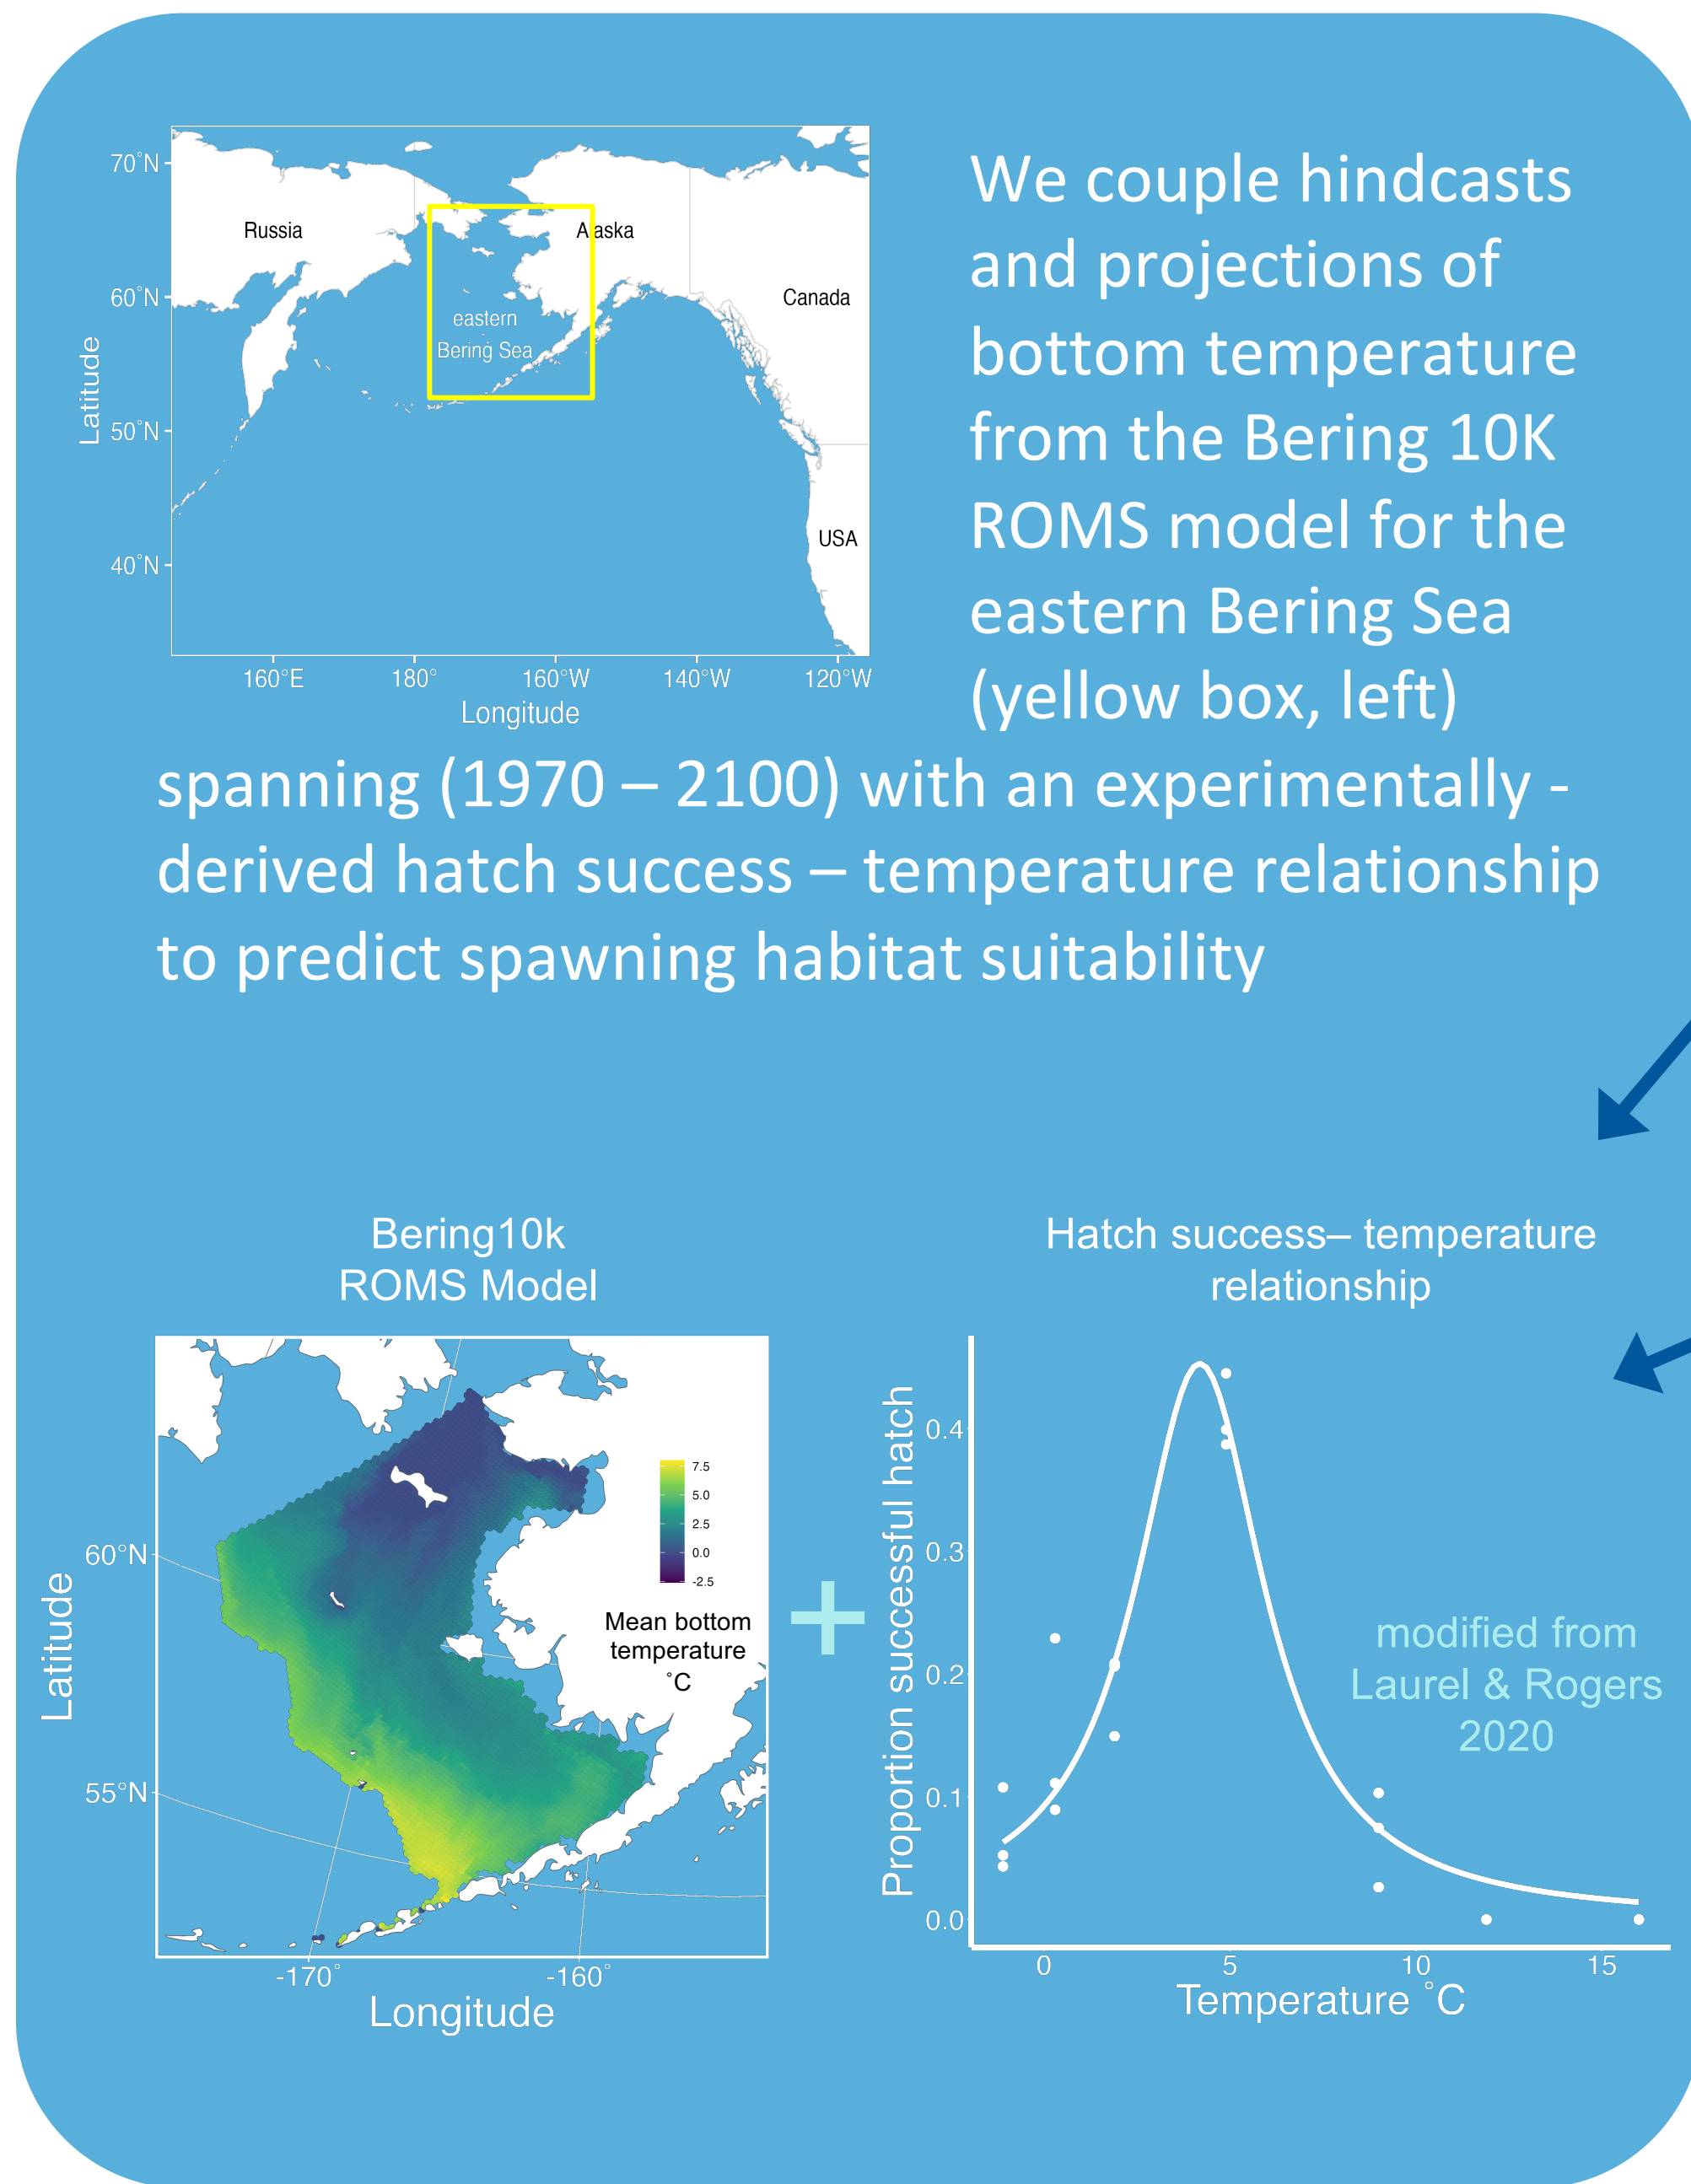 70°N
60°N
50°N
40°N
Latitude
Russia
Alaska
Canada
eastern
Bering Sea
USA
160°E
180°
160°W
140°W
120°W
Longitude
We couple hindcasts
and projections of
bottom temperature
from the Bering 10K
ROMS model for the
eastern Bering Sea
(yellow box, left)
spanning (1970 – 2100) with an experimentally -
derived hatch success – temperature relationship
to predict spawning habitat suitability
Bering10k
ROMS Model
Latitude
60°N
55°N
7.5
5.0
2.5
0.0
-2.5
Mean bottom
temperature
˚C
-170°
-160°
Longitude
+
Hatch success– temperature
relationship
Proportion successful hatch
0.4
0.3
0.2
0.1
0.0
modified from
Laurel & Rogers
2020
0
5
10
15
Temperature ˚C